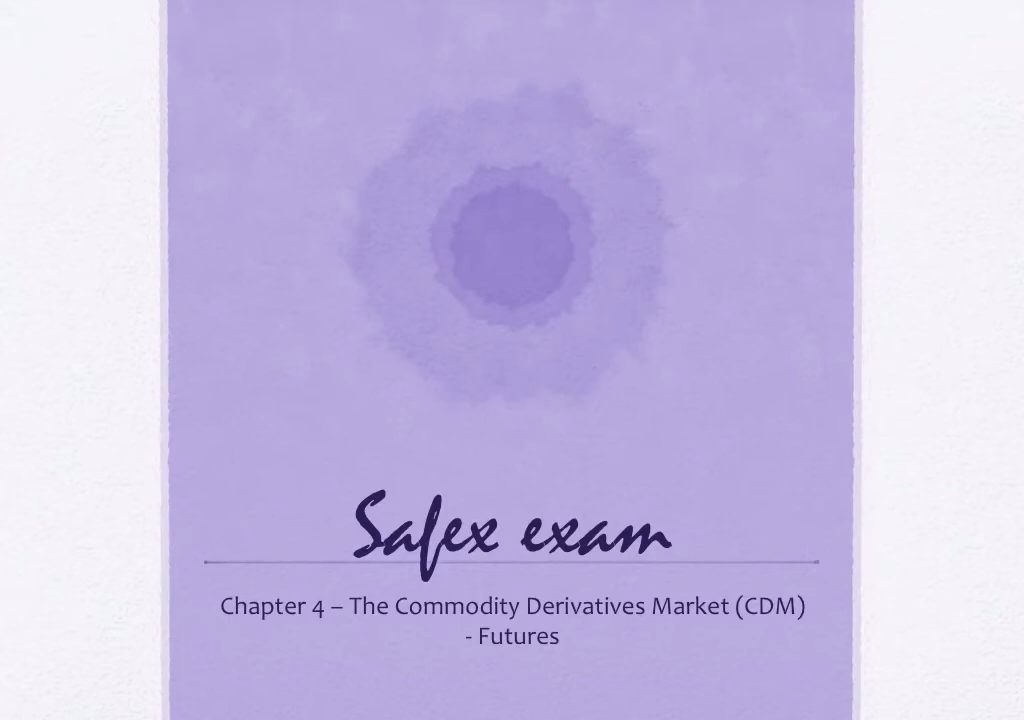 Safex exam
Chapter 4 – The Commodity Derivatives Market (CDM)
- Futures